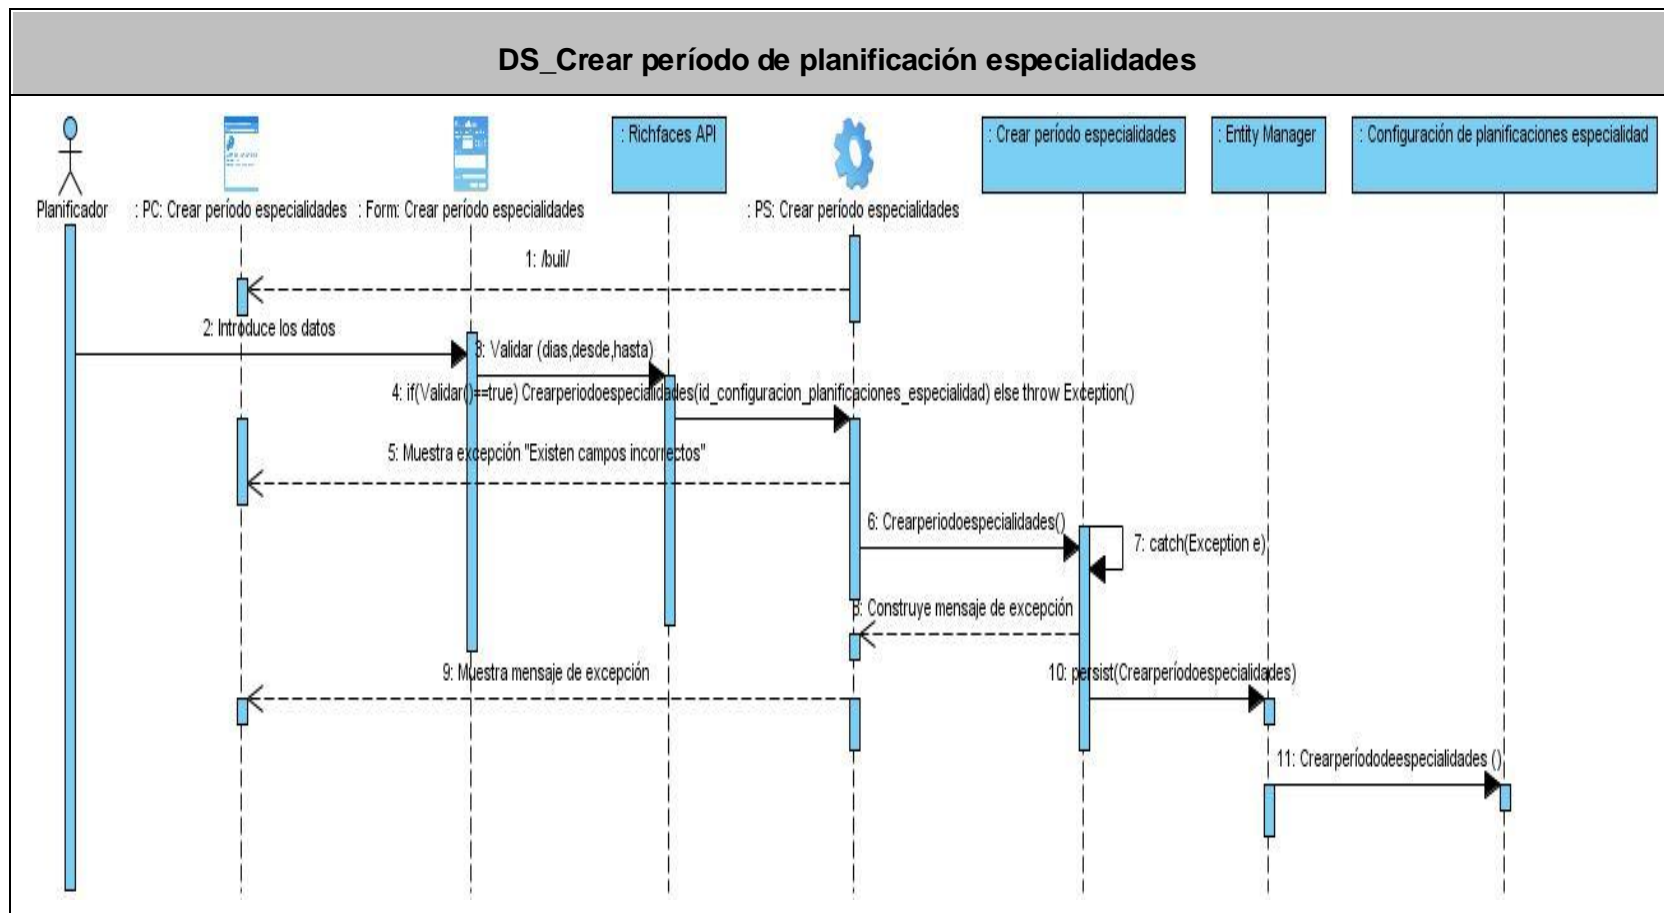 DS_Crear período de planificación especialidades
Planificador
: PC: Crear período especialidades
: Form: Crear período especialidades
: Richfaces API
: PS: Crear período especialidades
: Crear período especialidades
: Entity Manager
: Configuración de planificaciones especialidad
1: /buil/
2: Introduce los datos
3: Validar (dias,desde,hasta)
4: if(Validar()==true) Crearperiodoespecialidades(id_configuracion_planificaciones_especialidad) else throw Exception()
5: Muestra excepción "Existen campos incorrectos"
6: Crearperiodoespecialidades()
7: catch(Exception e)
8: Construye mensaje de excepción
9: Muestra mensaje de excepción
10: persist(Crearperíodoespecialidades)
11: Crearperíododeespecialidades ()